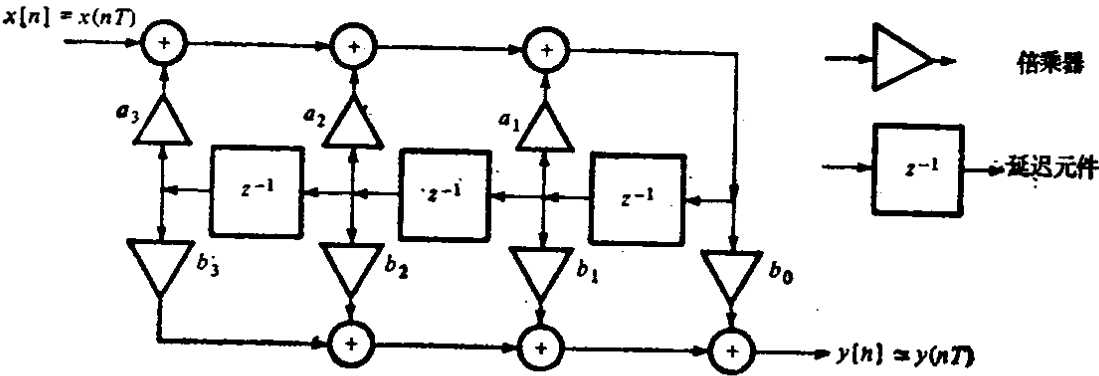 x[n] = x(nT)
+
+
+
倍乘器
a3
a2
a1
z⁻¹
z⁻¹
z⁻¹
z⁻¹
延迟元件
b3
b2
b1
b0
+
+
+
y[n] ≃ y(nT)